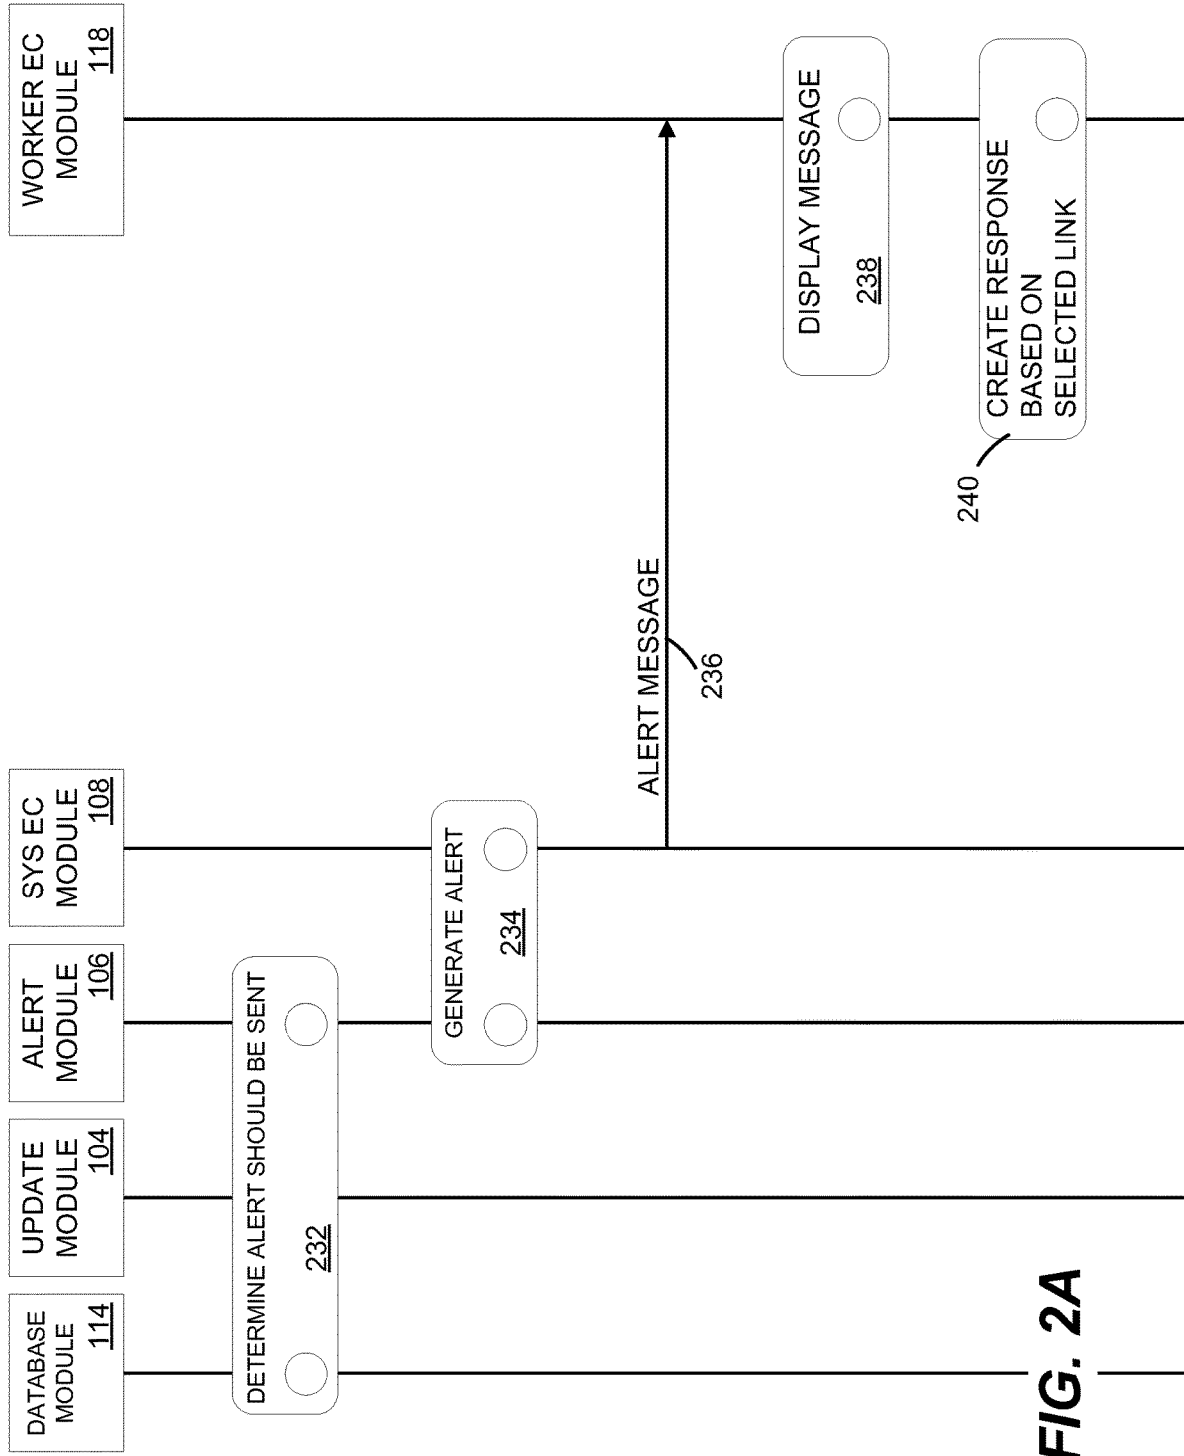 DATABASE
MODULE
114
UPDATE
MODULE
104
ALERT
MODULE
106
SYS EC
MODULE
108
WORKER EC
MODULE
118
DETERMINE ALERT SHOULD BE SENT
232
GENERATE ALERT
234
ALERT MESSAGE
236
DISPLAY MESSAGE
238
240
CREATE RESPONSE
BASED ON
SELECTED LINK
FIG. 2A